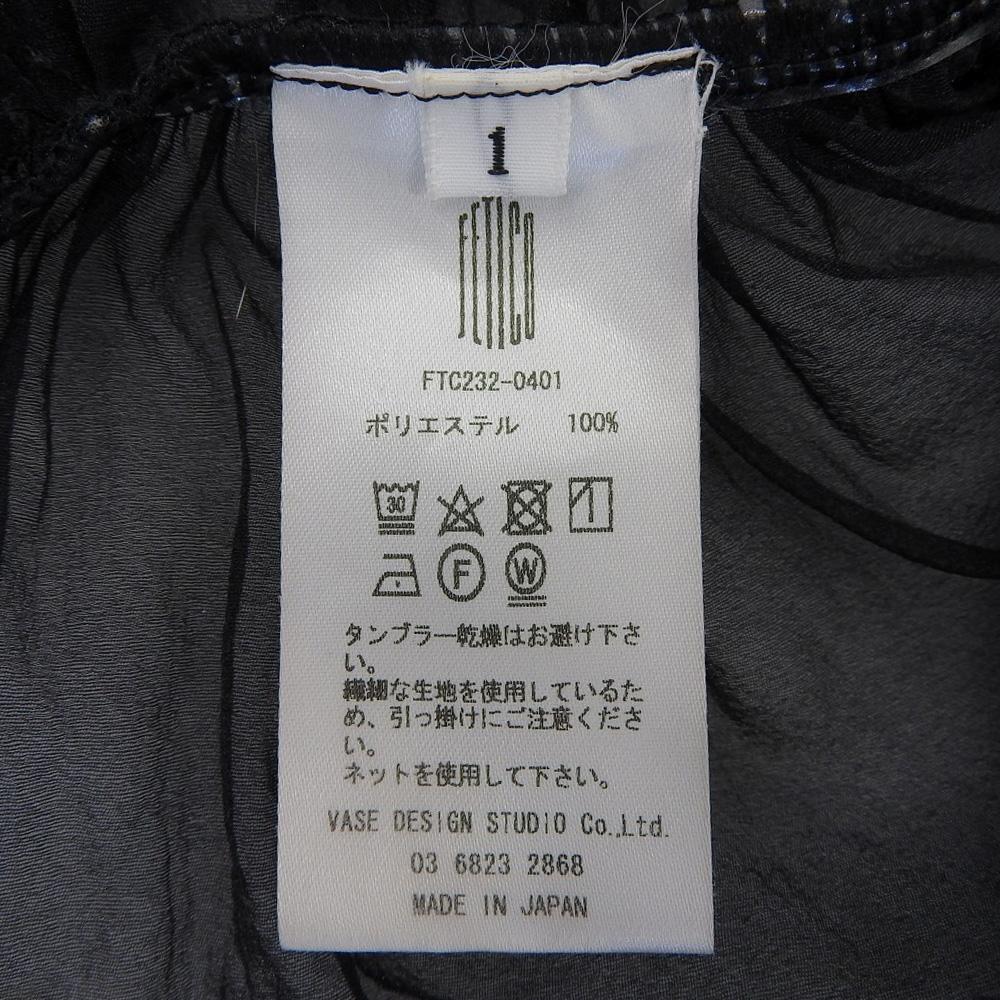 1
FETICO
FTC232-0401
ポリエステル 100%
30
F W
タンブラー乾燥はお避け下さ
い。
繊細な生地を使用しているた
め、引っ掛けにご注意くださ
い。
ネットを使用して下さい。
VASE DESIGN STUDIO Co.,Ltd.
03 6823 2868
MADE IN JAPAN